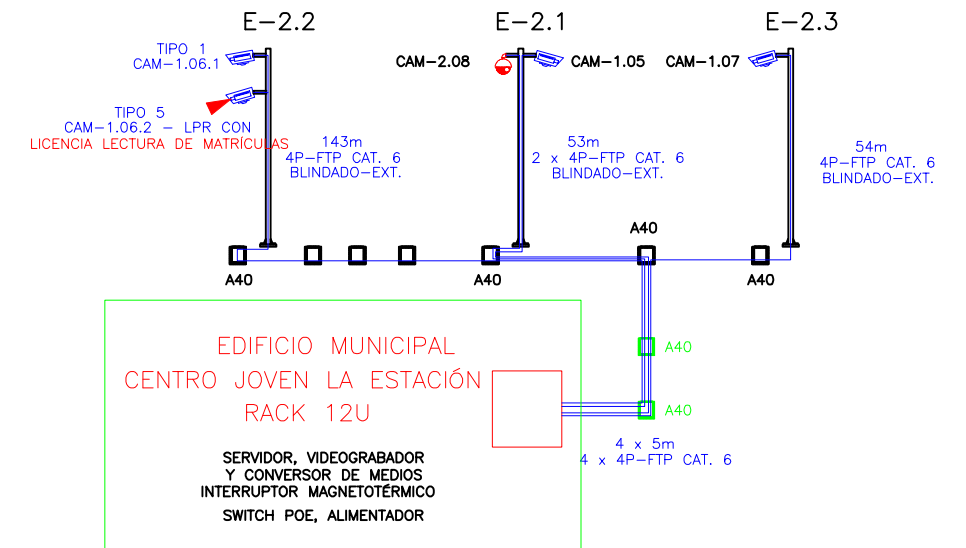 E-2.2
E-2.1
E-2.3
TIPO 1
CAM-1.06.1
CAM-2.08
CAM-1.05
CAM-1.07
TIPO 5
CAM-1.06.2 - LPR CON
LICENCIA LECTURA DE MATRÍCULAS
143m
4P-FTP CAT. 6
BLINDADO-EXT.
53m
2 x 4P-FTP CAT. 6
BLINDADO-EXT.
54m
4P-FTP CAT. 6
BLINDADO-EXT.
A40
A40
A40
A40
EDIFICIO MUNICIPAL
CENTRO JOVEN LA ESTACIÓN
RACK 12U
A40
A40
4 x 5m
4 x 4P-FTP CAT. 6
SERVIDOR, VIDEOGRABADOR
Y CONVERSOR DE MEDIOS
INTERRUPTOR MAGNETOTÉRMICO
SWITCH POE, ALIMENTADOR